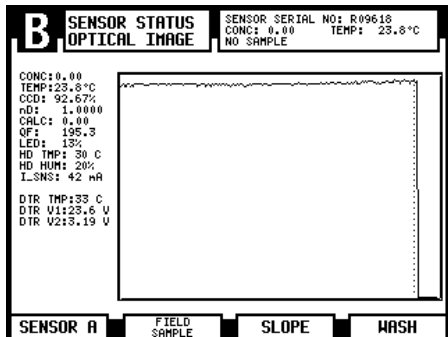 B
SENSOR STATUS
OPTICAL IMAGE
SENSOR SERIAL NO: R09618
CONC: 0.00 TEMP: 23.8°C
NO SAMPLE
CONC:0.00
TEMP:23.8°C
CCD: 92.67%
nD: 1.0000
CALC: 0.00
QF: 195.3
LED: 13%
HD TMP: 30 C
HD HUM: 20%
I_SNS: 42 mA
DTR TMP:33 C
DTR V1:23.6 V
DTR V2:3.19 V
SENSOR A
FIELD
SAMPLE
SLOPE
WASH